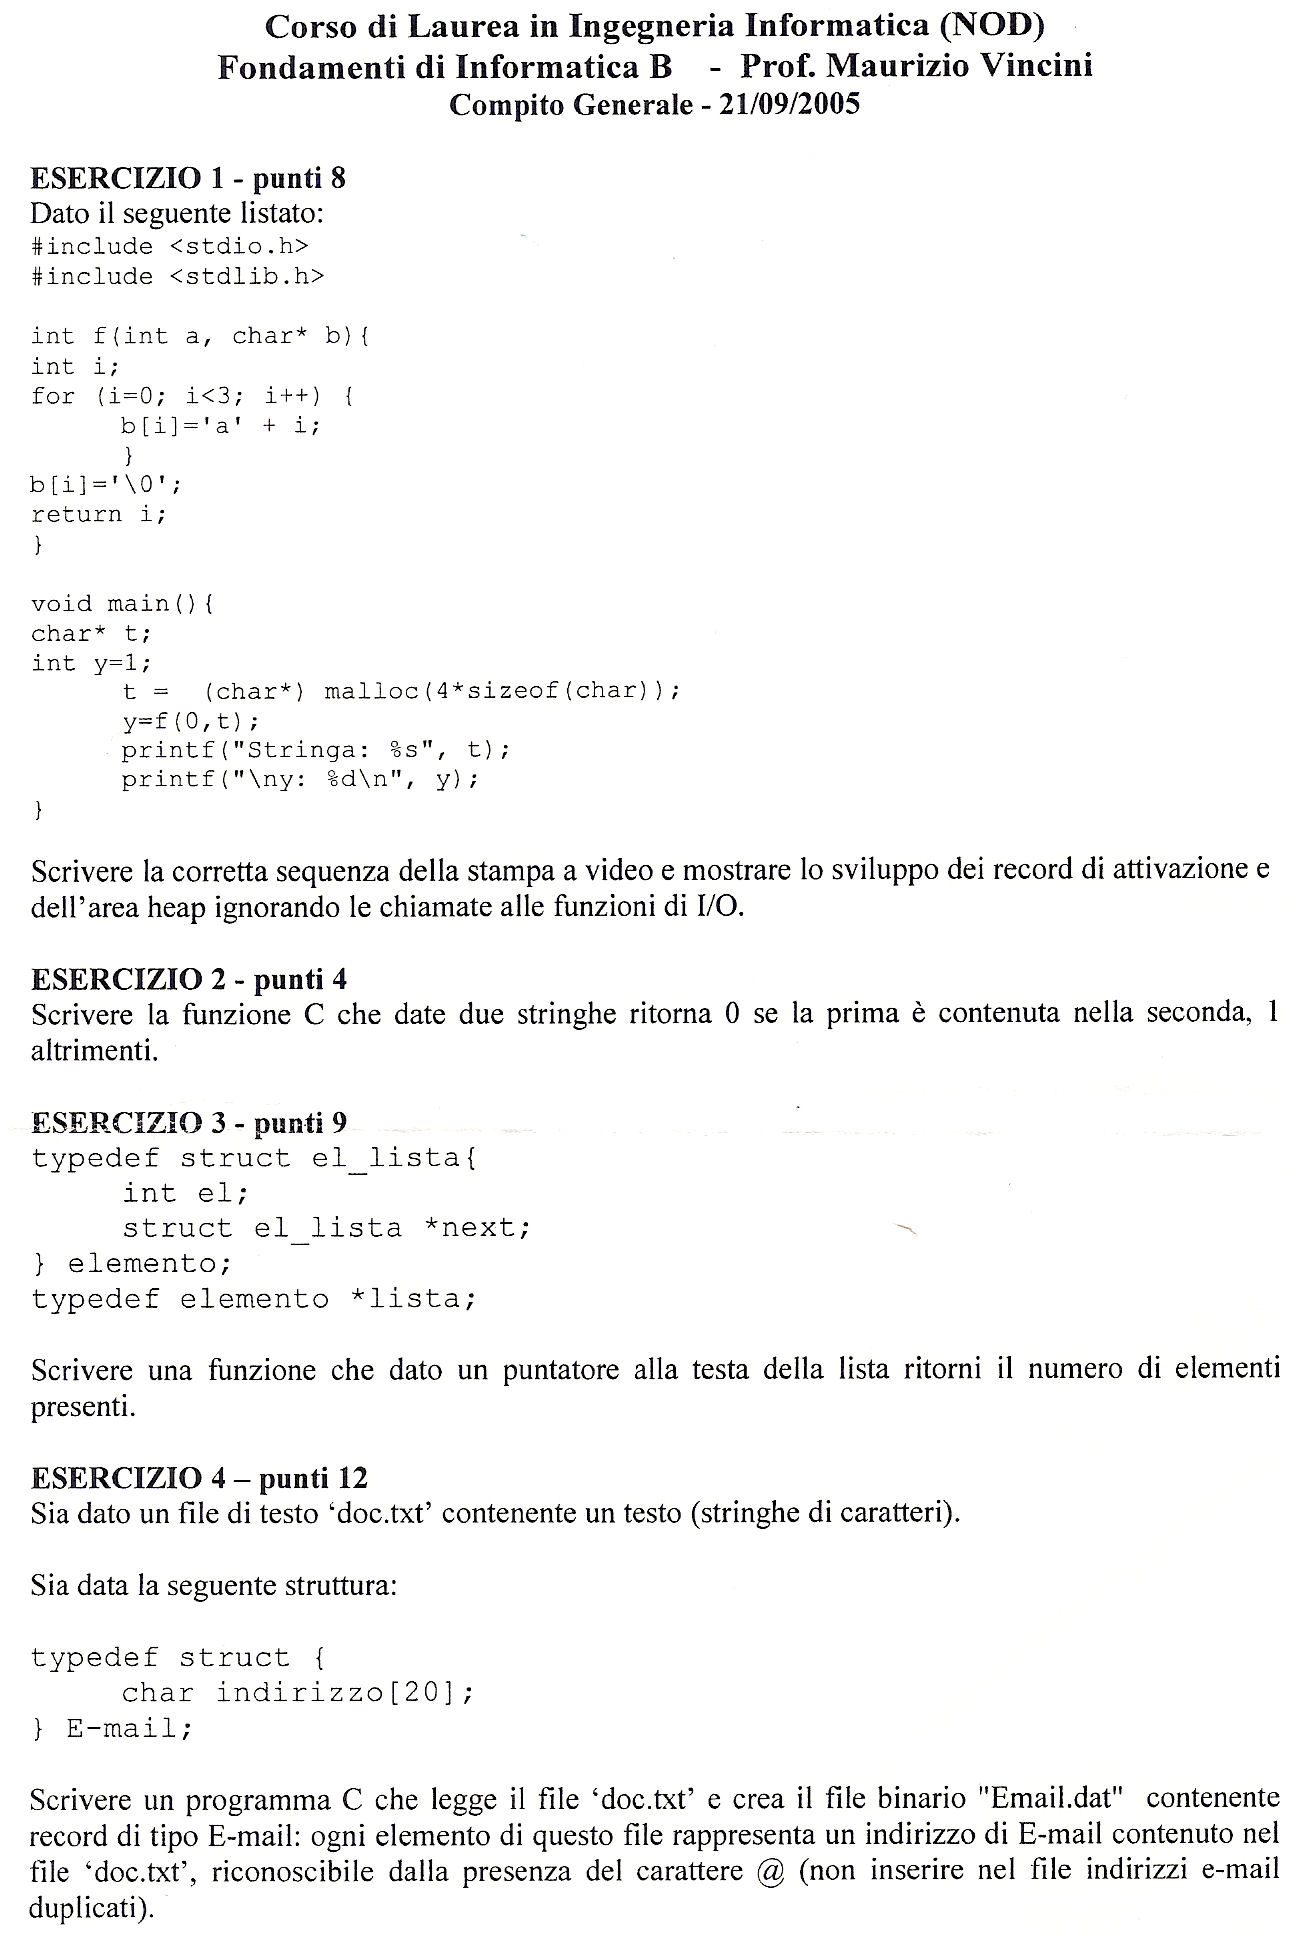 Corso di Laurea in Ingegneria Informatica (NOD)
Fondamenti di Informatica B - Prof. Maurizio Vincini
Compito Generale - 21/09/2005
ESERCIZIO 1 - punti 8
Dato il seguente listato:
#include <stdio.h>
#include <stdlib.h>
int f(int a, char* b){
int i;
for (i=0; i<3; i++) {
b[i]='a' + i;
}
b[i]='\0';
return i;
}
void main(){
char* t;
int y=1;
t = (char*) malloc(4*sizeof(char));
y=f(0,t);
printf("Stringa: %s", t);
printf("\ny: %d\n", y);
}
Scrivere la corretta sequenza della stampa a video e mostrare lo sviluppo dei record di attivazione e
dell'area heap ignorando le chiamate alle funzioni di I/O.
ESERCIZIO 2 - punti 4
Scrivere la funzione C che date due stringhe ritorna 0 se la prima è contenuta nella seconda, 1
altrimenti.
ESERCIZIO 3 - punti 9
typedef struct el_lista{
int el;
struct el_lista *next;
} elemento;
typedef elemento *lista;
Scrivere una funzione che dato un puntatore alla testa della lista ritorni il numero di elementi
presenti.
ESERCIZIO 4 – punti 12
Sia dato un file di testo ‘doc.txt’ contenente un testo (stringhe di caratteri).
Sia data la seguente struttura:
typedef struct {
char indirizzo[20];
} E-mail;
Scrivere un programma C che legge il file ‘doc.txt’ e crea il file binario "Email.dat" contenente
record di tipo E-mail: ogni elemento di questo file rappresenta un indirizzo di E-mail contenuto nel
file ‘doc.txt’, riconoscibile dalla presenza del carattere @ (non inserire nel file indirizzi e-mail
duplicati).